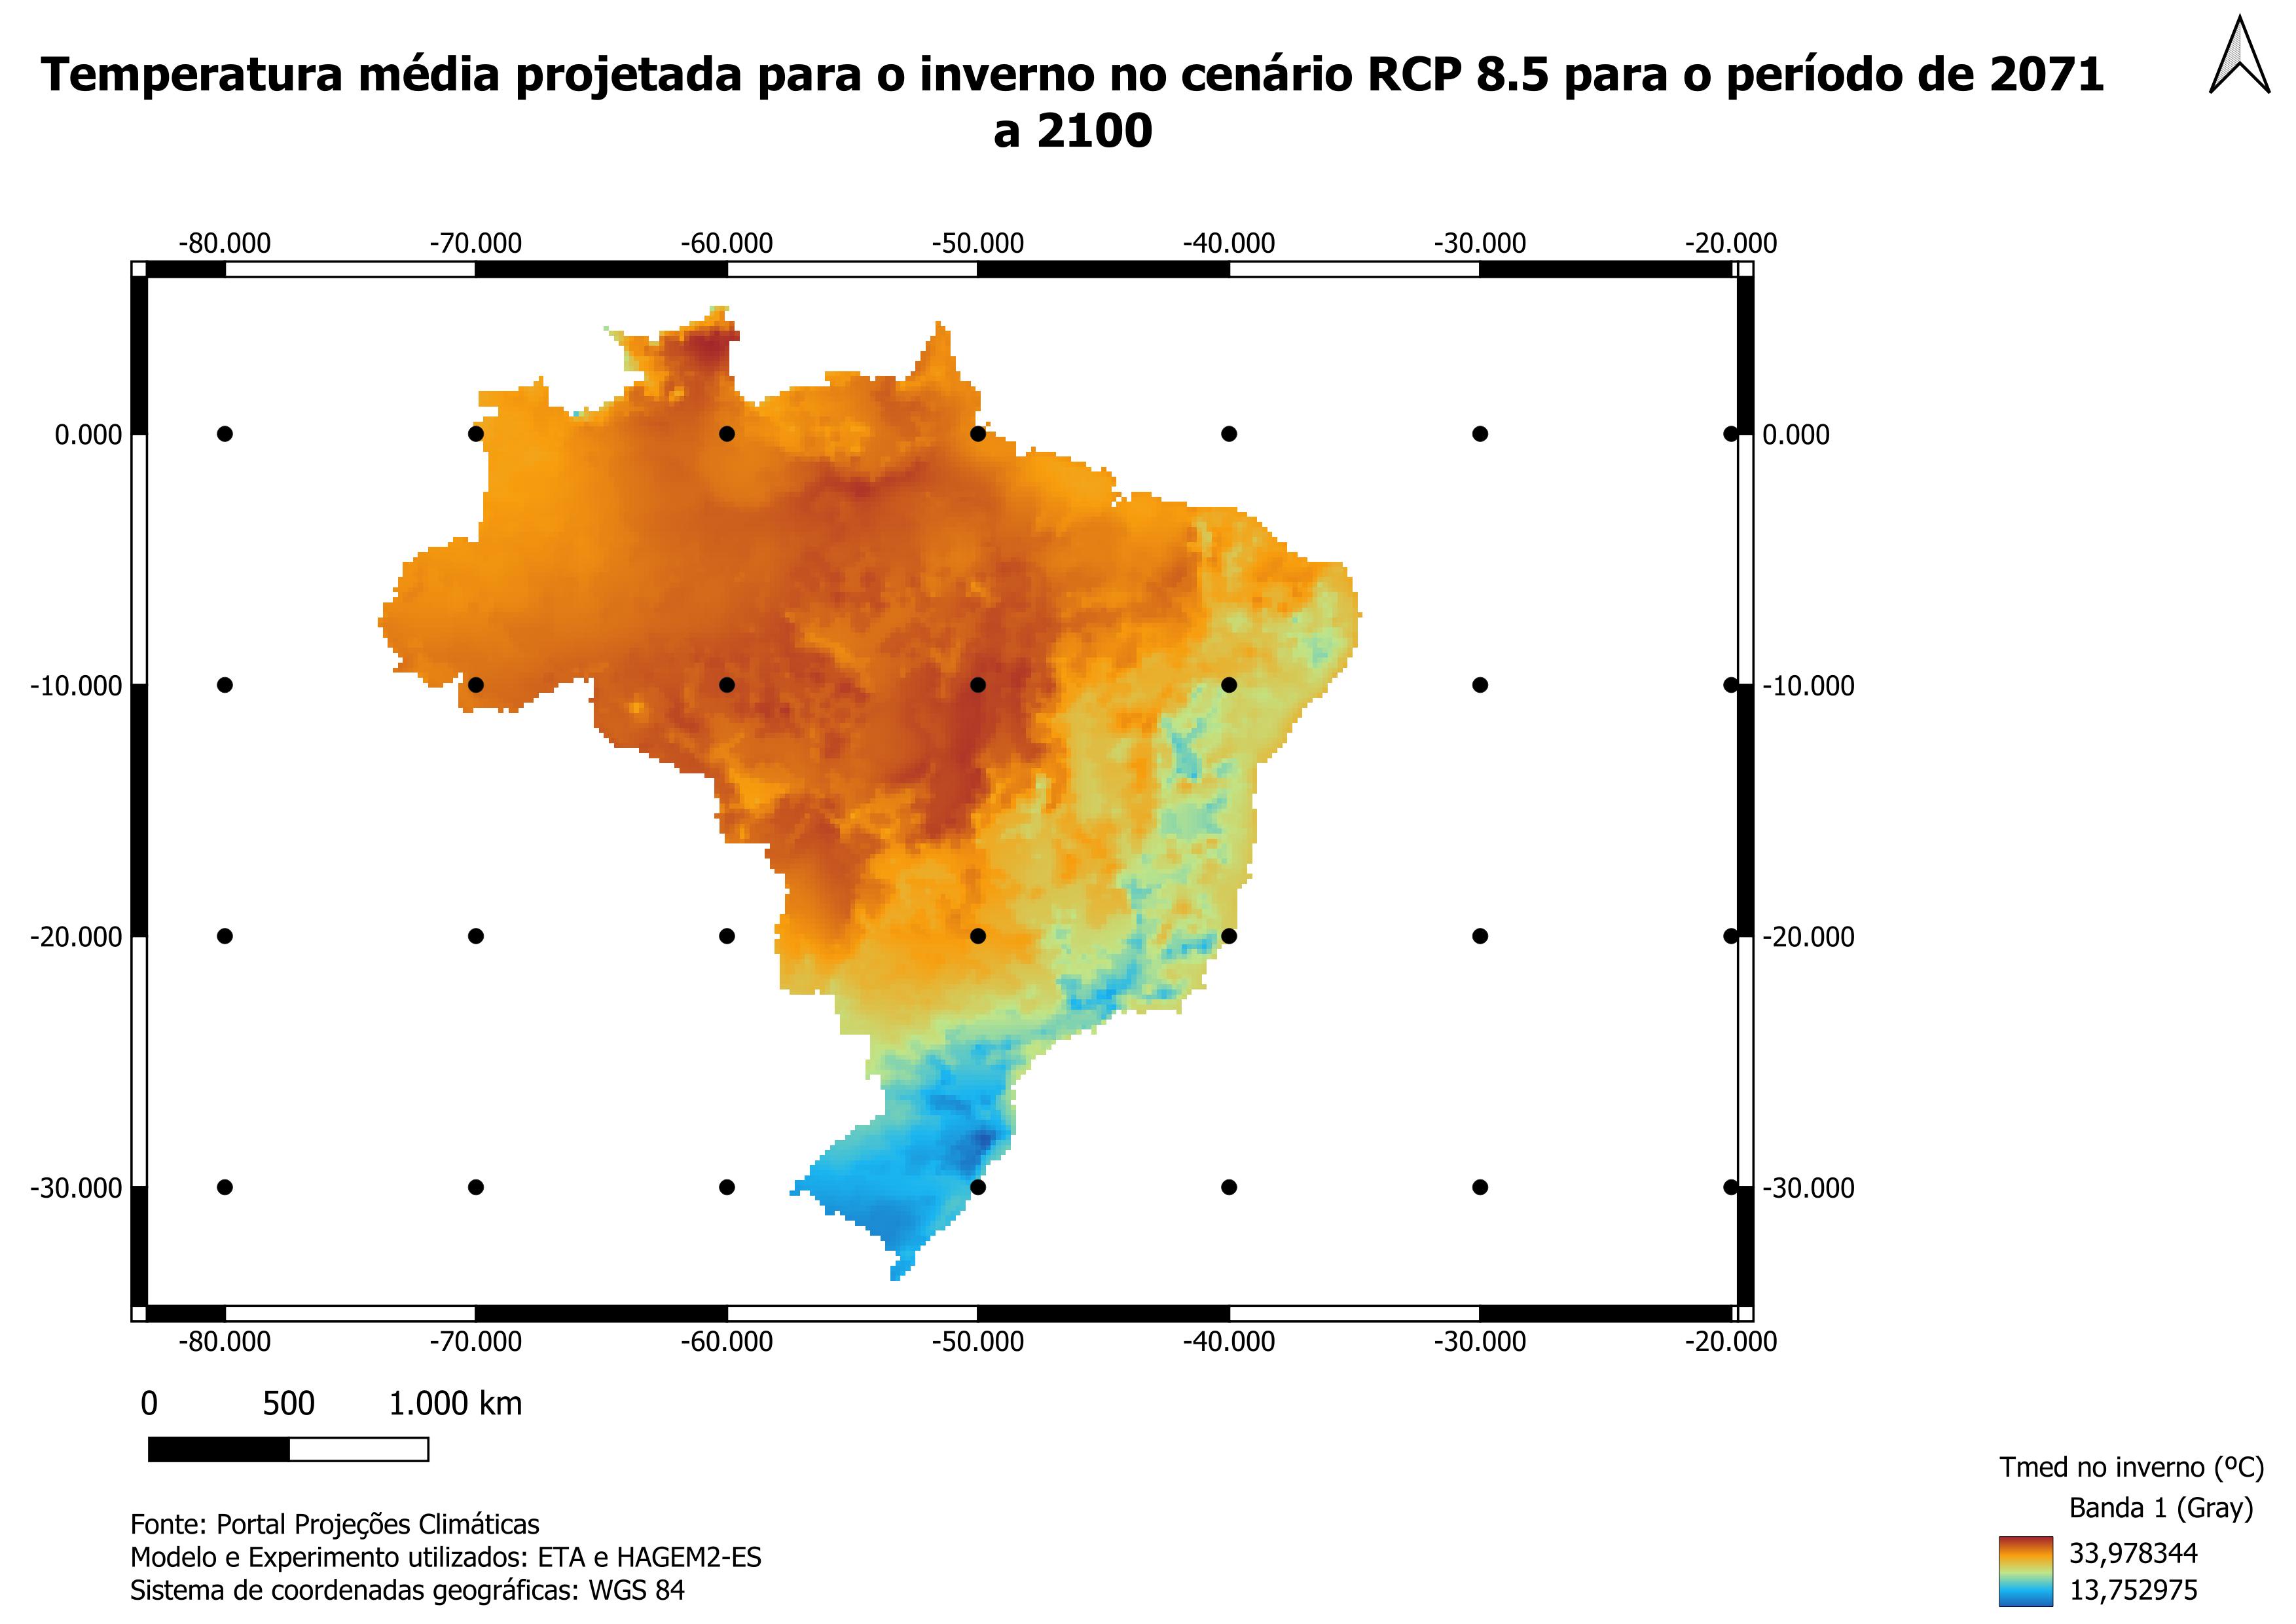 Temperatura média projetada para o inverno no cenário RCP 8.5 para o período de 2071
a 2100
-80.000 -70.000 -60.000 -50.000 -40.000 -30.000 -20.000
0.000 0.000
-10.000 -10.000
-20.000 -20.000
-30.000 -30.000
-80.000 -70.000 -60.000 -50.000 -40.000 -30.000 -20.000
0 500 1.000 km
Tmed no inverno (ºC)
Banda 1 (Gray)
33,978344
13,752975
Fonte: Portal Projeções Climáticas
Modelo e Experimento utilizados: ETA e HAGEM2-ES
Sistema de coordenadas geográficas: WGS 84